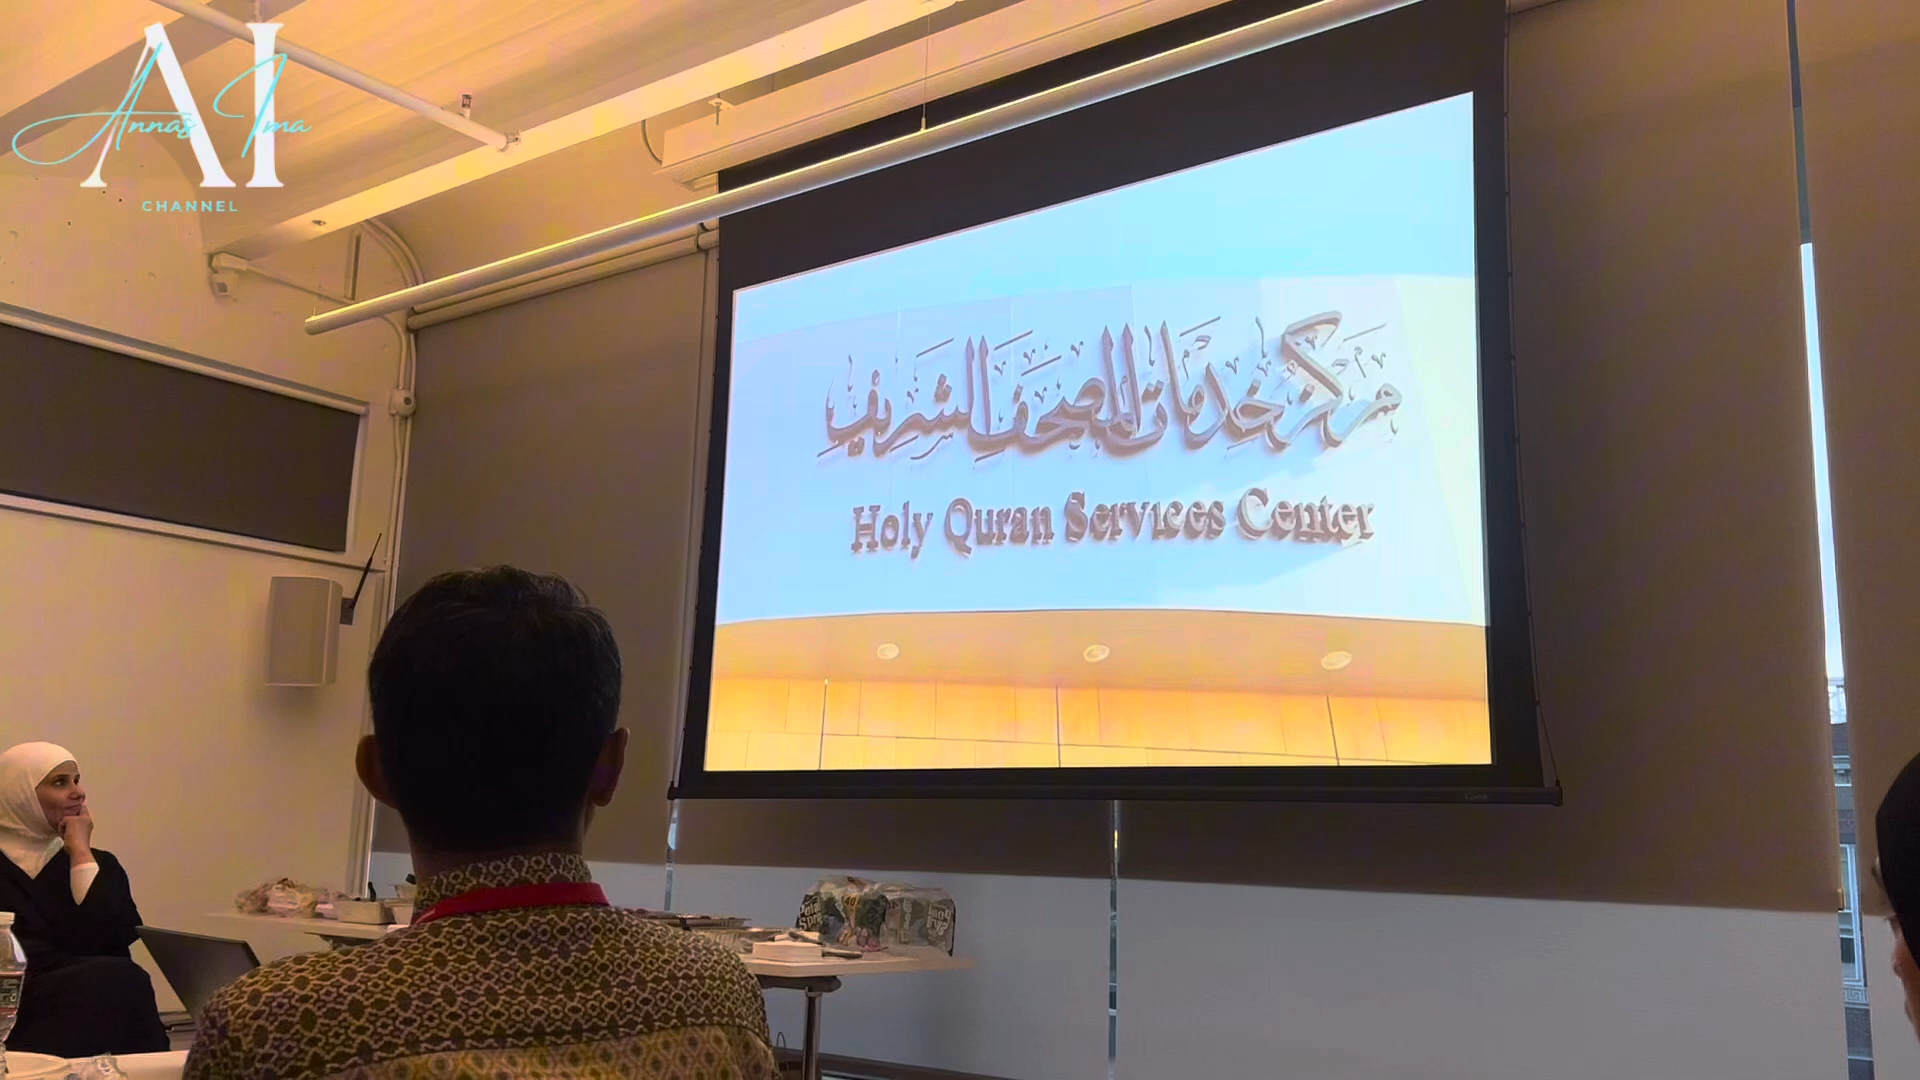 AI
Annas Ima
CHANNEL
مركز خدمات المصحف الشريف
Holy Quran Services Center